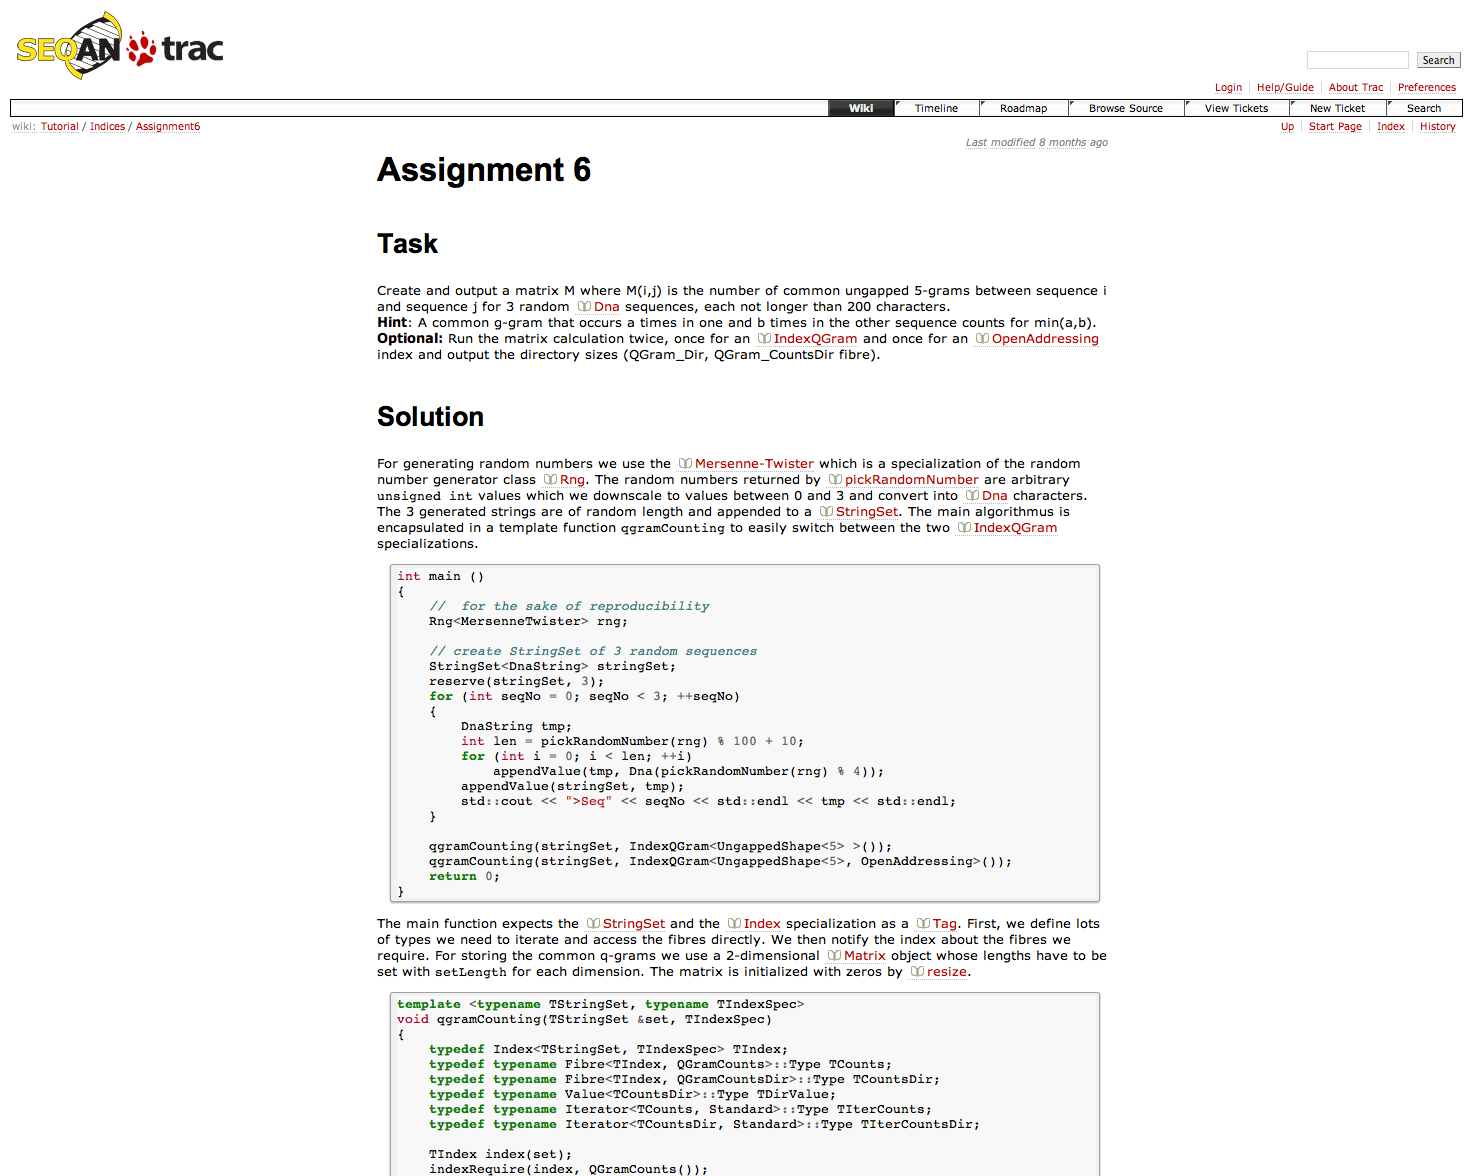 SEQAN trac
Search
Login Help/Guide About Trac Preferences
Wiki Timeline Roadmap Browse Source View Tickets New Ticket Search
wiki: Tutorial / Indices / Assignment6
Up Start Page Index History
Last modified 8 months ago
Assignment 6
Task
Create and output a matrix M where M(i,j) is the number of common ungapped 5-grams between sequence i
and sequence j for 3 random Dna sequences, each not longer than 200 characters.
Hint: A common g-gram that occurs a times in one and b times in the other sequence counts for min(a,b).
Optional: Run the matrix calculation twice, once for an IndexQGram and once for an OpenAddressing
index and output the directory sizes (QGram_Dir, QGram_CountsDir fibre).
Solution
For generating random numbers we use the Mersenne-Twister which is a specialization of the random
number generator class Rng. The random numbers returned by pickRandomNumber are arbitrary
unsigned int values which we downscale to values between 0 and 3 and convert into Dna characters.
The 3 generated strings are of random length and appended to a StringSet. The main algorithmus is
encapsulated in a template function qgramCounting to easily switch between the two IndexQGram
specializations.
int main ()
{
    //  for the sake of reproducibility
    Rng<MersenneTwister> rng;

    // create StringSet of 3 random sequences
    StringSet<DnaString> stringSet;
    reserve(stringSet, 3);
    for (int seqNo = 0; seqNo < 3; ++seqNo)
    {
        DnaString tmp;
        int len = pickRandomNumber(rng) % 100 + 10;
        for (int i = 0; i < len; ++i)
            appendValue(tmp, Dna(pickRandomNumber(rng) % 4));
        appendValue(stringSet, tmp);
        std::cout << ">Seq" << seqNo << std::endl << tmp << std::endl;
    }

    qgramCounting(stringSet, IndexQGram<UngappedShape<5> >());
    qgramCounting(stringSet, IndexQGram<UngappedShape<5>, OpenAddressing>());
    return 0;
}
The main function expects the StringSet and the Index specialization as a Tag. First, we define lots
of types we need to iterate and access the fibres directly. We then notify the index about the fibres we
require. For storing the common q-grams we use a 2-dimensional Matrix object whose lengths have to be
set with setLength for each dimension. The matrix is initialized with zeros by resize.
template <typename TStringSet, typename TIndexSpec>
void qgramCounting(TStringSet &set, TIndexSpec)
{
    typedef Index<TStringSet, TIndexSpec> TIndex;
    typedef typename Fibre<TIndex, QGramCounts>::Type TCounts;
    typedef typename Fibre<TIndex, QGramCountsDir>::Type TCountsDir;
    typedef typename Value<TCountsDir>::Type TDirValue;
    typedef typename Iterator<TCounts, Standard>::Type TIterCounts;
    typedef typename Iterator<TCountsDir, Standard>::Type TIterCountsDir;

    TIndex index(set);
    indexRequire(index, QGramCounts());